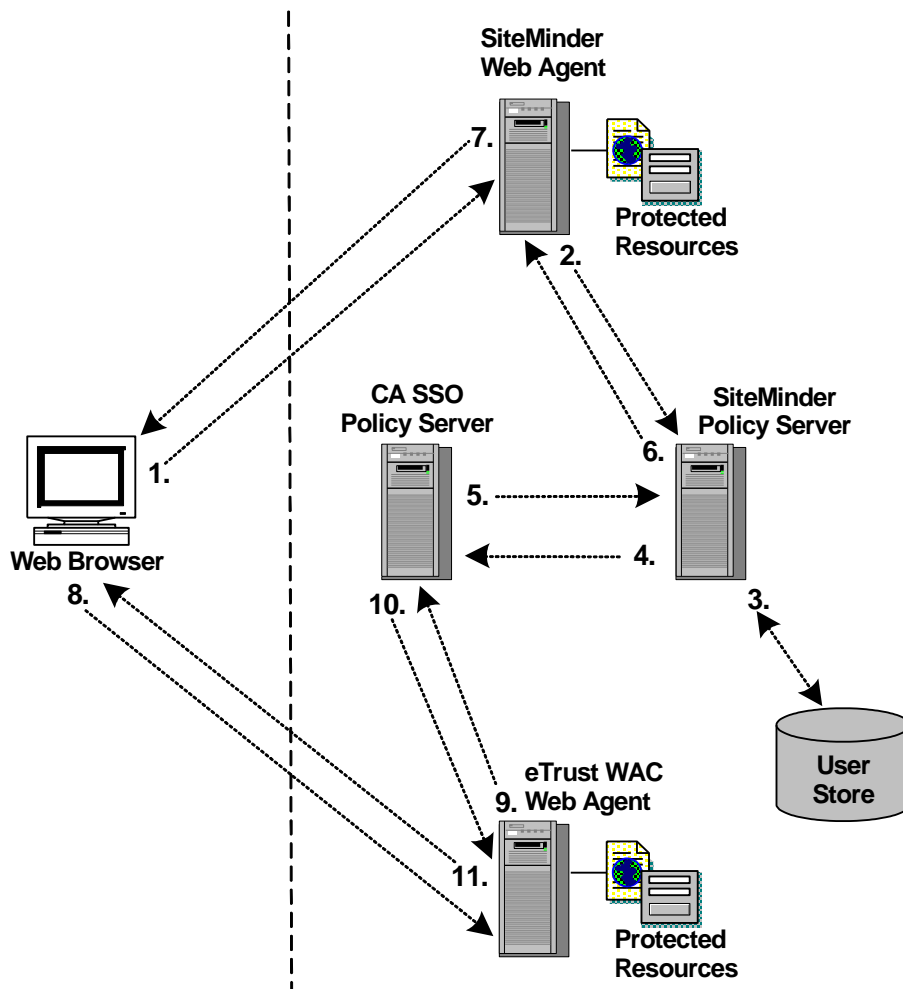 SiteMinder
Web Agent
7.
Protected
Resources
2.
CA SSO
Policy Server
SiteMinder
Policy Server
6.
1.
5.
Web Browser
4.
8.
10.
3.
eTrust WAC
Web Agent
9.
User
Store
11.
Protected
Resources